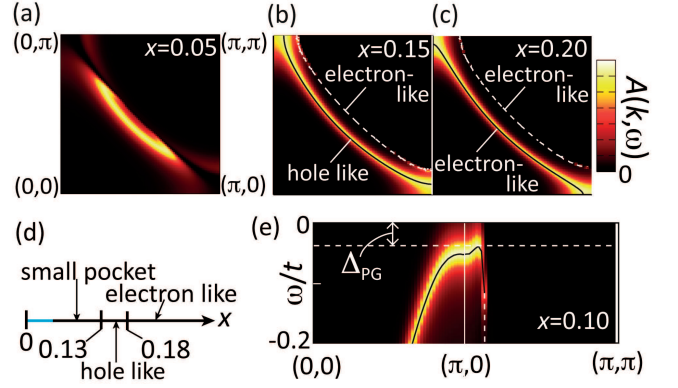 (a)
(0,π)
x=0.05
(0,0)
(b)
(π,π)
x=0.15
electron-
like
hole like
(π,0)
(c)
x=0.20
electron-
like
electron-
like
A(k,ω)
0
(d)
small pocket
electron like
x
0
0.13
0.18
hole like
(e)
0
ω/t
-0.2
Δ_PG
x=0.10
(0,0)
(π,0)
(π,π)